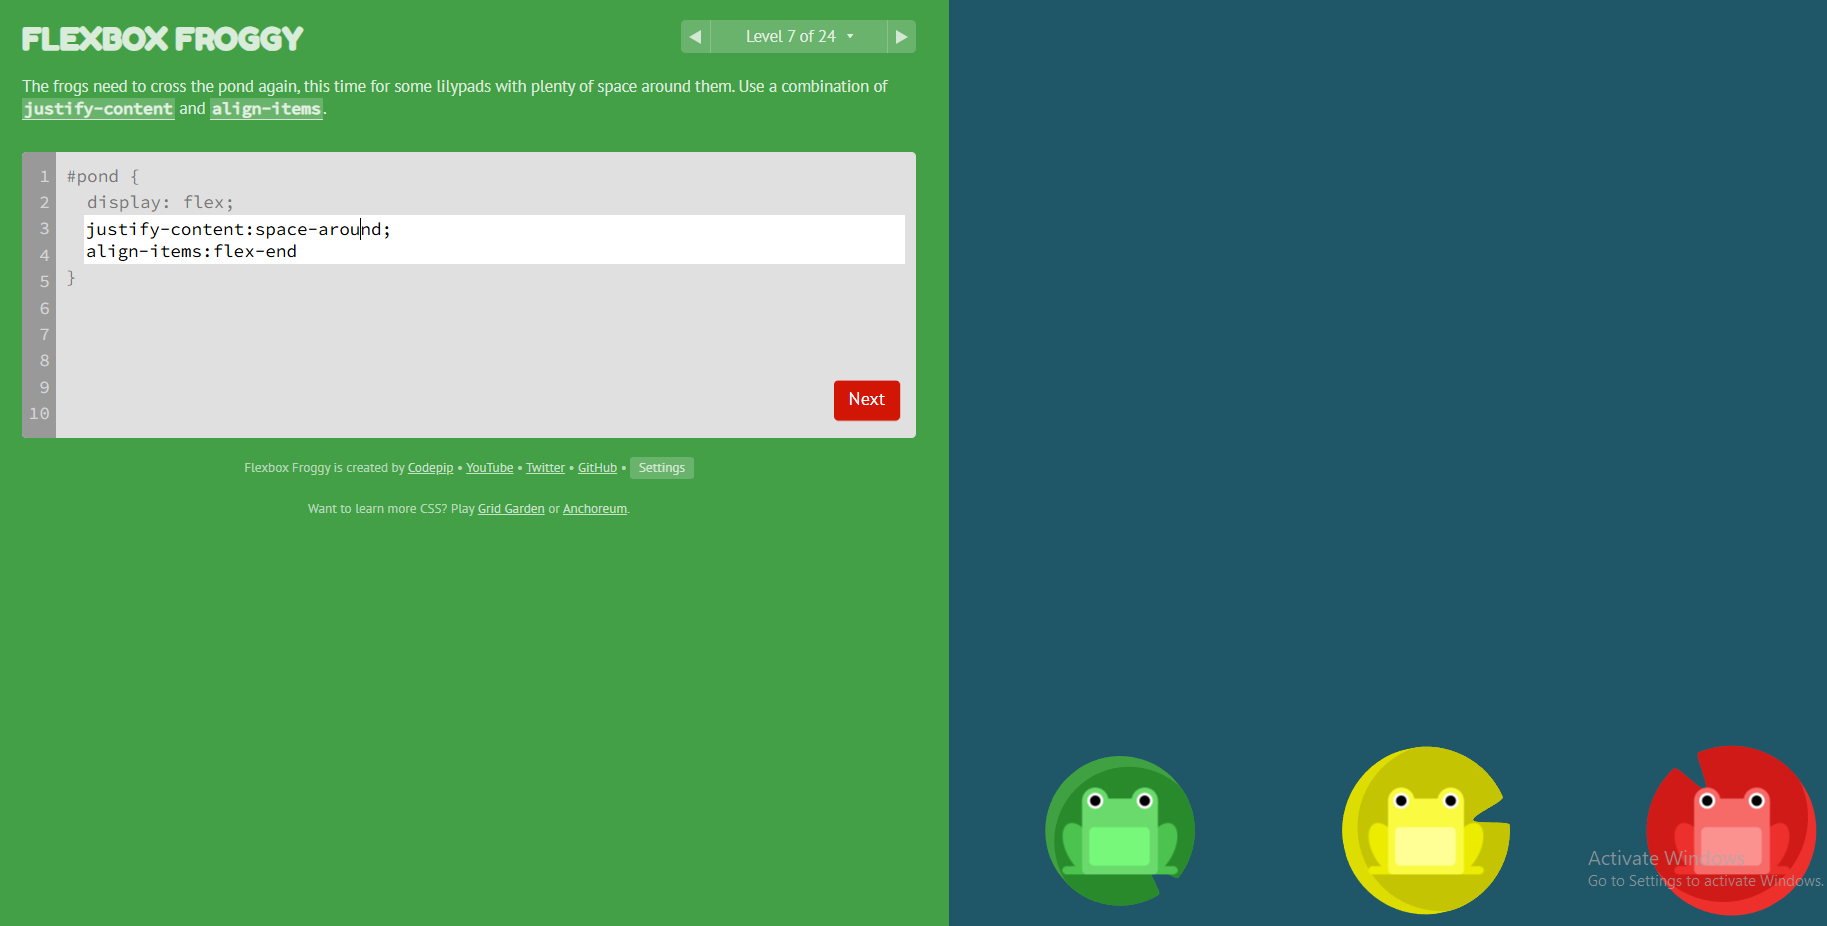 FLEXBOX FROGGY
◀ Level 7 of 24 ▾ ▶
The frogs need to cross the pond again, this time for some lilypads with plenty of space around them. Use a combination of
justify-content and align-items.
1 #pond {
2 display: flex;
3 justify-content:space-around;
4 align-items:flex-end
5 }
6
7
8
9
10
Next
Flexbox Froggy is created by Codepip • YouTube • Twitter • GitHub • Settings
Want to learn more CSS? Play Grid Garden or Anchoreum.
Activate Windows
Go to Settings to activate Windows.